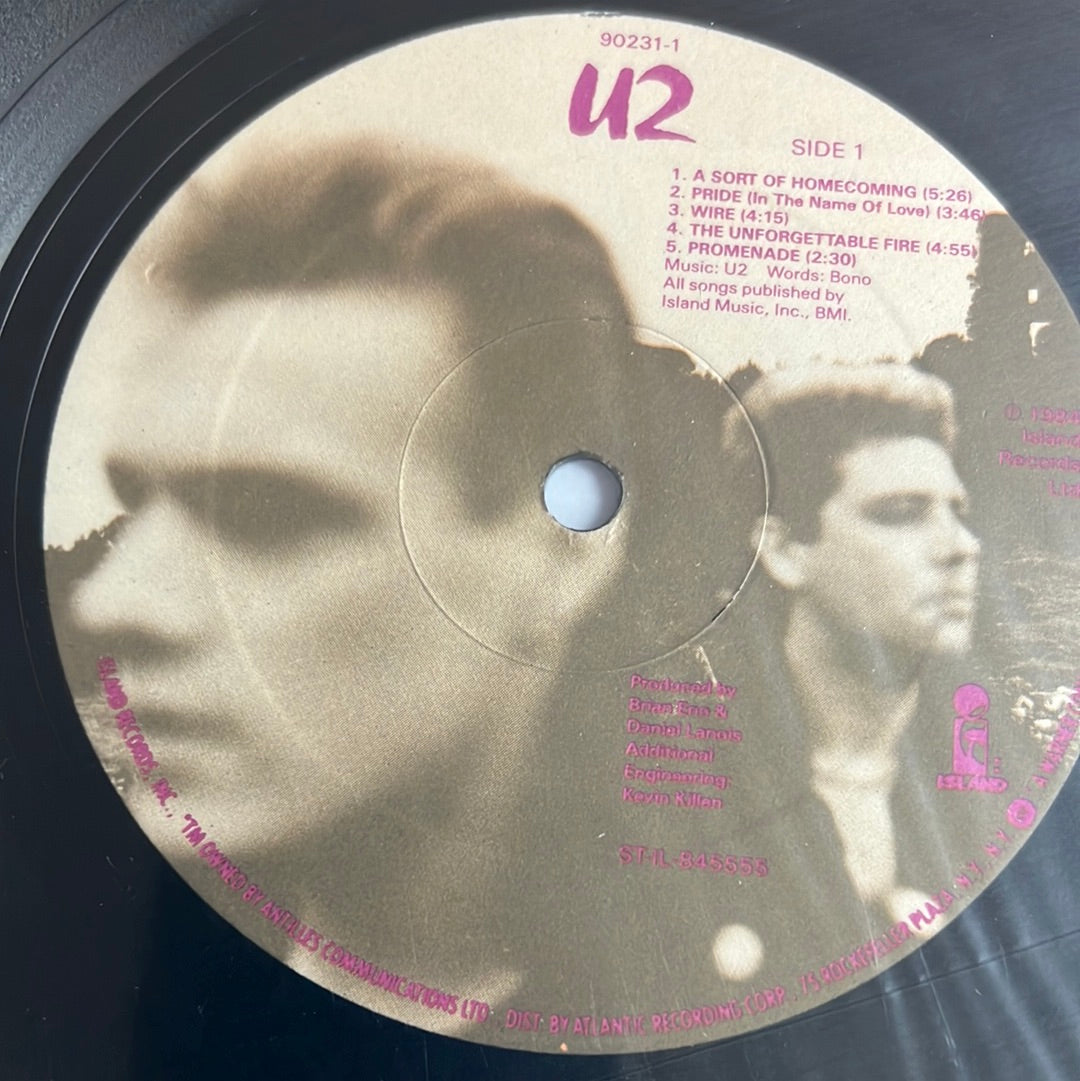 90231-1
U2
SIDE 1
1. A SORT OF HOMECOMING (5:26)
2. PRIDE (In The Name Of Love) (3:46)
3. WIRE (4:15)
4. THE UNFORGETTABLE FIRE (4:55)
5. PROMENADE (2:30)
Music: U2 Words: Bono
All songs published by
Island Music, Inc., BMI.
℗ 1984
Island
Records
Ltd
Produced by
Brian Eno &
Daniel Lanois
Additional
Engineering:
Kevin Killen
ISLAND
ST-IL-845555
ISLAND RECORDS, INC., *TM OWNED BY ANTILLES COMMUNICATIONS LTD. DIST. BY ATLANTIC RECORDING CORP., 75 ROCKEFELLER PLAZA, N.Y., N.Y.